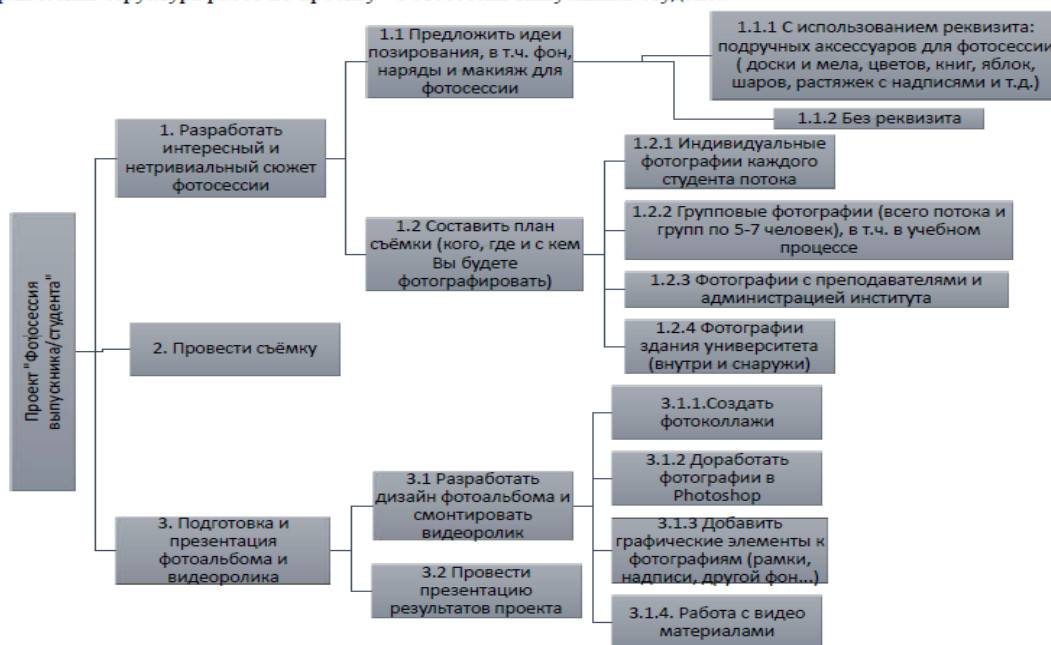 1.1.1 С использованием реквизита:
подручных аксессуаров для фотосессии
( доски и мела, цветов, книг, яблок,
шаров, растяжек с надписями и т.д.)
1.1 Предложить идеи
позирования, в т.ч. фон,
наряды и макияж для
фотосессии
1.1.2 Без реквизита
1. Разработать
интересный и
нетривиальный сюжет
фотосессии
1.2.1 Индивидуальные
фотографии каждого
студента потока
1.2 Составить план
съёмки (кого, где и с кем
Вы будете
фотографировать)
1.2.2 Групповые фотографии (всего потока и
групп по 5-7 человек), в т.ч. в учебном
процессе
1.2.3 Фотографии с преподавателями и
администрацией института
1.2.4 Фотографии
здания университета
(внутри и снаружи)
Проект "Фотосессия
выпускника/студента"
2. Провести съёмку
3.1.1.Создать
фотоколлажи
3.1 Разработать
дизайн фотоальбома и
смонтировать
видеоролик
3.1.2 Доработать
фотографии в
Photoshop
3. Подготовка и
презентация
фотоальбома и
видеоролика
3.1.3 Добавить
графические элементы к
фотографиям (рамки,
надписи, другой фон...)
3.2 Провести
презентацию
результатов проекта
3.1.4. Работа с видео
материалами